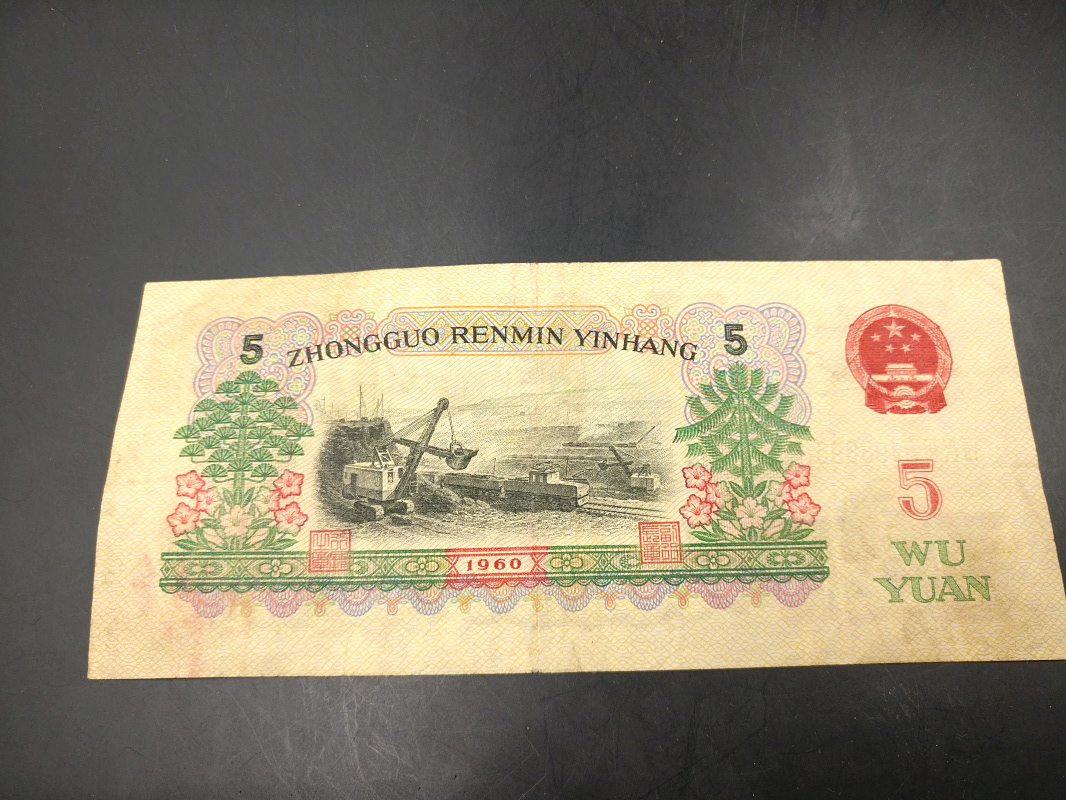 5 ZHONGGUO RENMIN YINHANG 5
5
WU
YUAN
1960